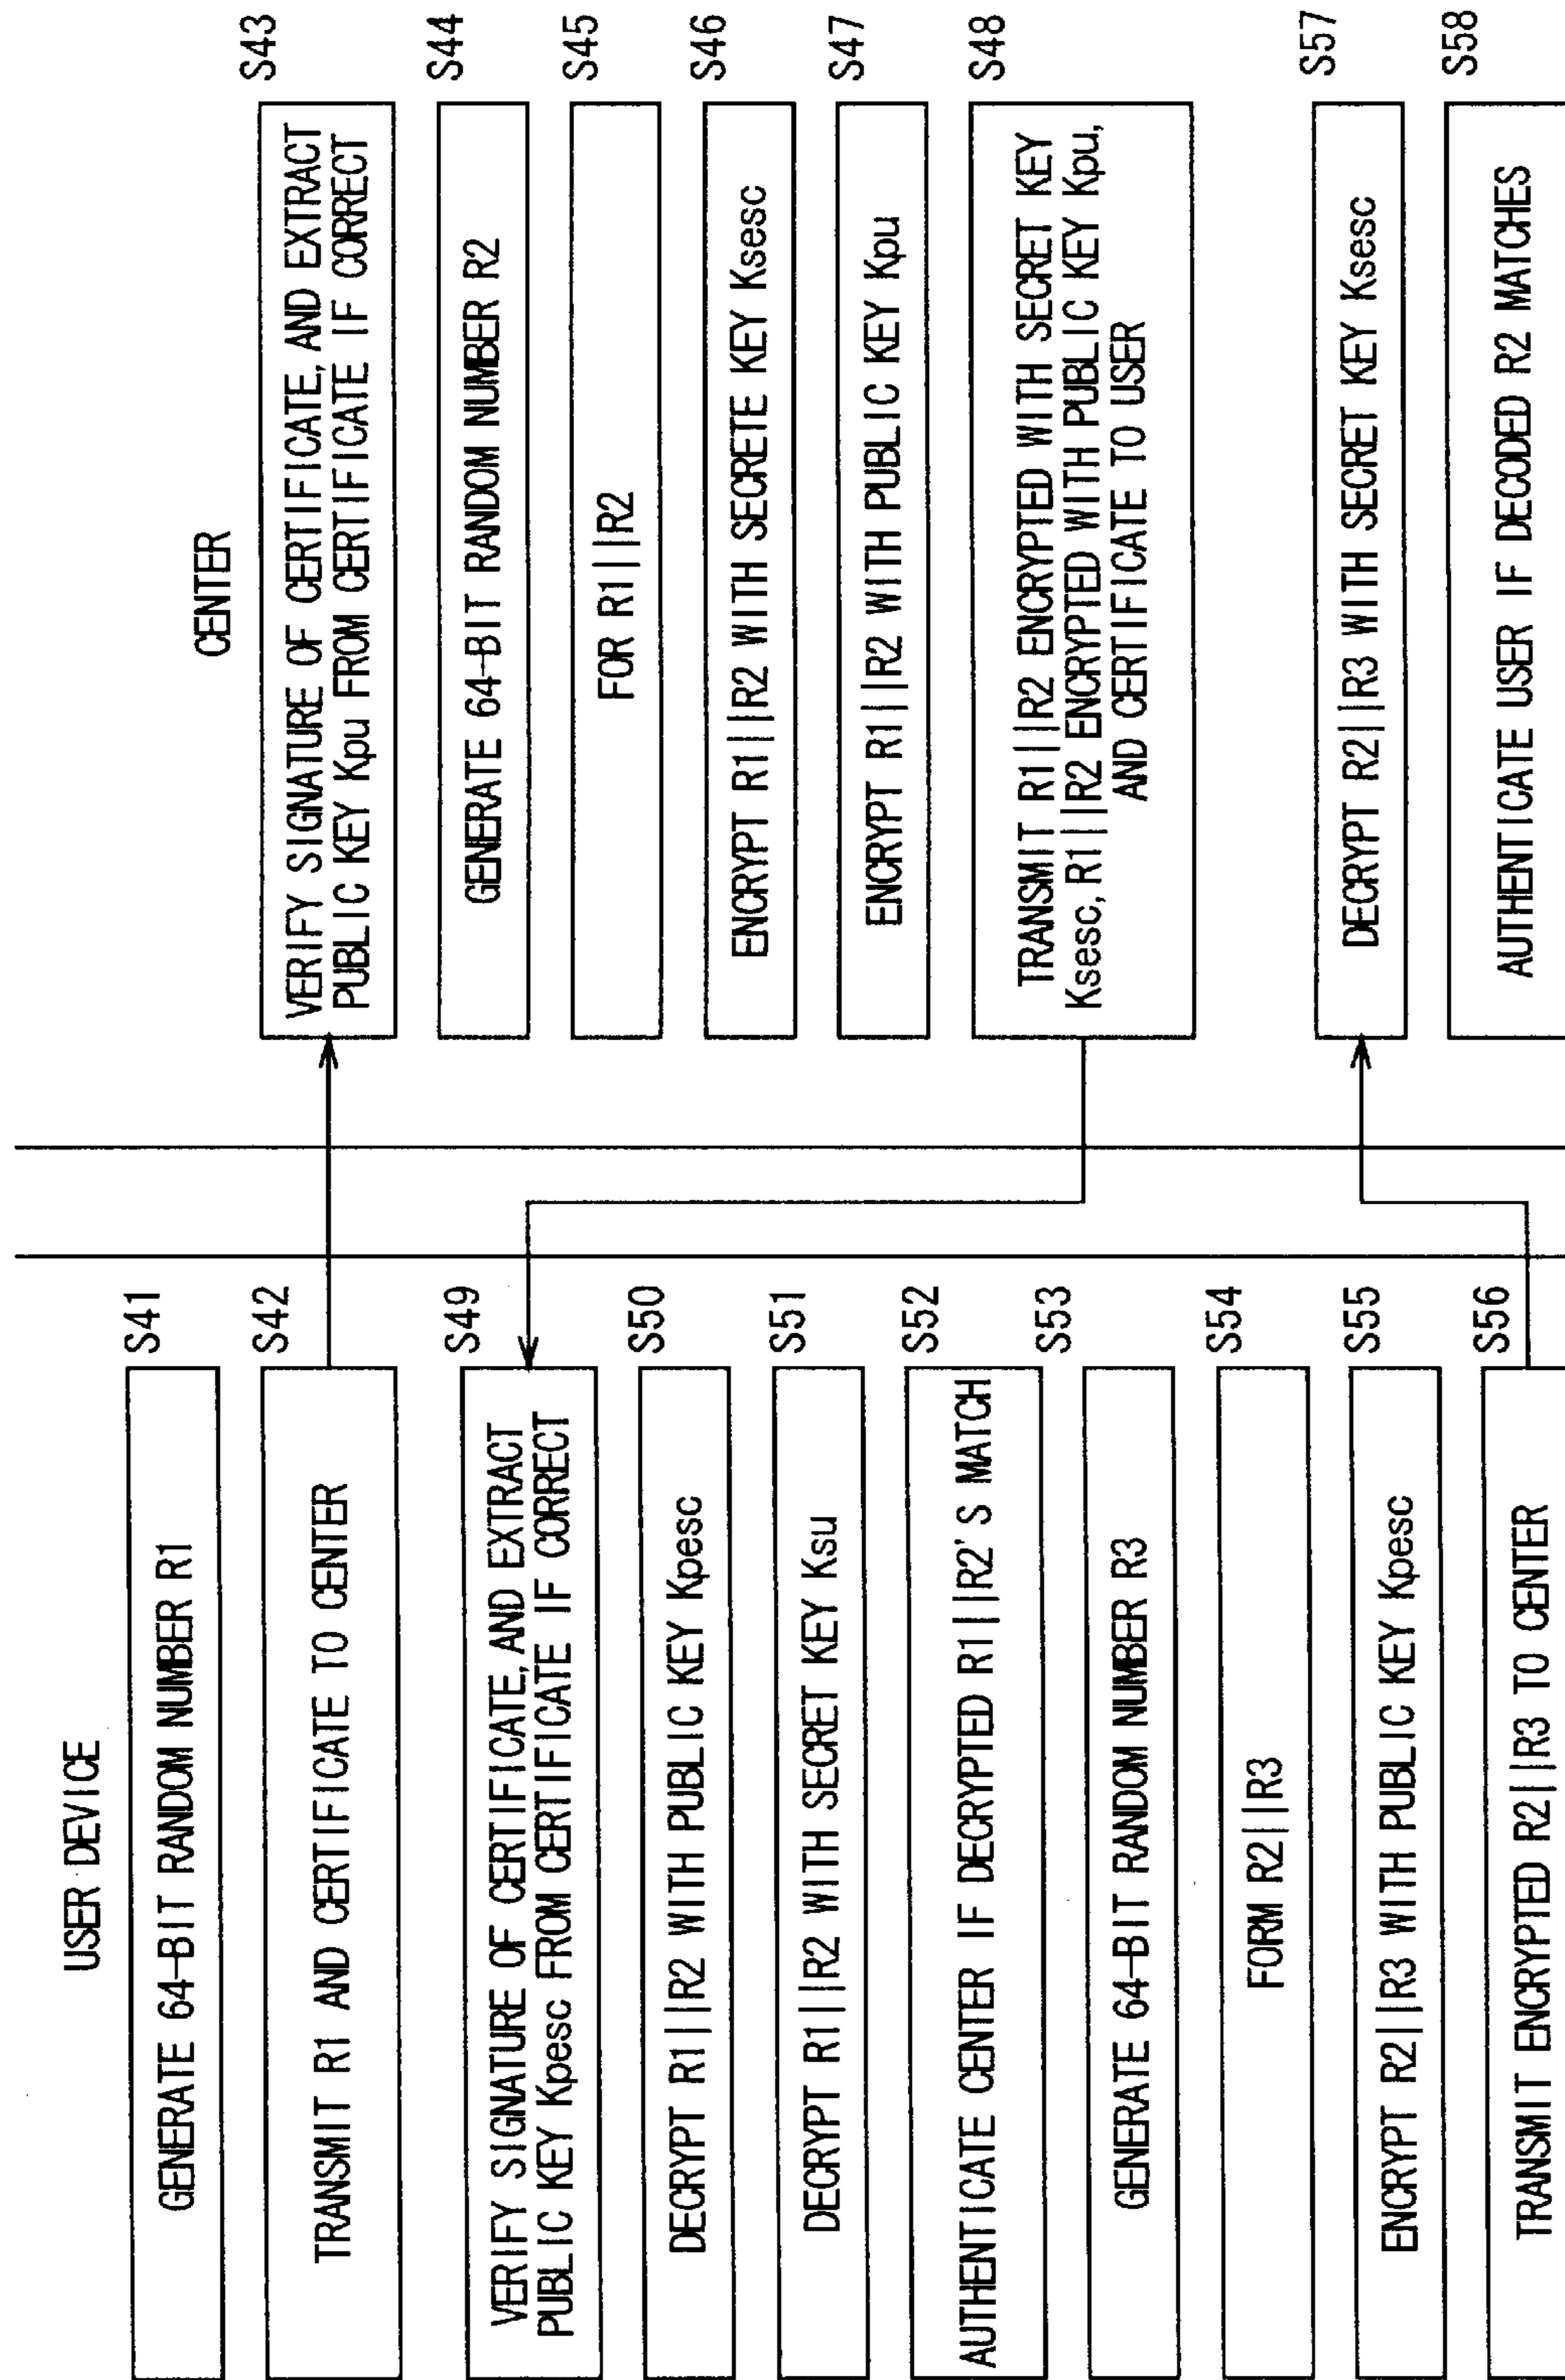 USER DEVICE
S41
GENERATE 64-BIT RANDOM NUMBER R1
S42
TRANSMIT R1 AND CERTIFICATE TO CENTER
S49
VERIFY SIGNATURE OF CERTIFICATE, AND EXTRACT
PUBLIC KEY Kpesc FROM CERTIFICATE IF CORRECT
S50
DECRYPT R1||R2 WITH PUBLIC KEY Kpesc
S51
DECRYPT R1||R2 WITH SECRET KEY Ksu
S52
AUTHENTICATE CENTER IF DECRYPTED R1||R2'S MATCH
S53
GENERATE 64-BIT RANDOM NUMBER R3
S54
FORM R2||R3
S55
ENCRYPT R2||R3 WITH PUBLIC KEY Kpesc
S56
TRANSMIT ENCRYPTED R2||R3 TO CENTER
CENTER
S43
VERIFY SIGNATURE OF CERTIFICATE, AND EXTRACT
PUBLIC KEY Kpu FROM CERTIFICATE IF CORRECT
S44
GENERATE 64-BIT RANDOM NUMBER R2
S45
FOR R1||R2
S46
ENCRYPT R1||R2 WITH SECRETE KEY Ksesc
S47
ENCRYPT R1||R2 WITH PUBLIC KEY Kpu
S48
TRANSMIT R1||R2 ENCRYPTED WITH SECRET KEY
Ksesc, R1||R2 ENCRYPTED WITH PUBLIC KEY Kpu,
AND CERTIFICATE TO USER
S57
DECRYPT R2||R3 WITH SECRET KEY Ksesc
S58
AUTHENTICATE USER IF DECODED R2 MATCHES